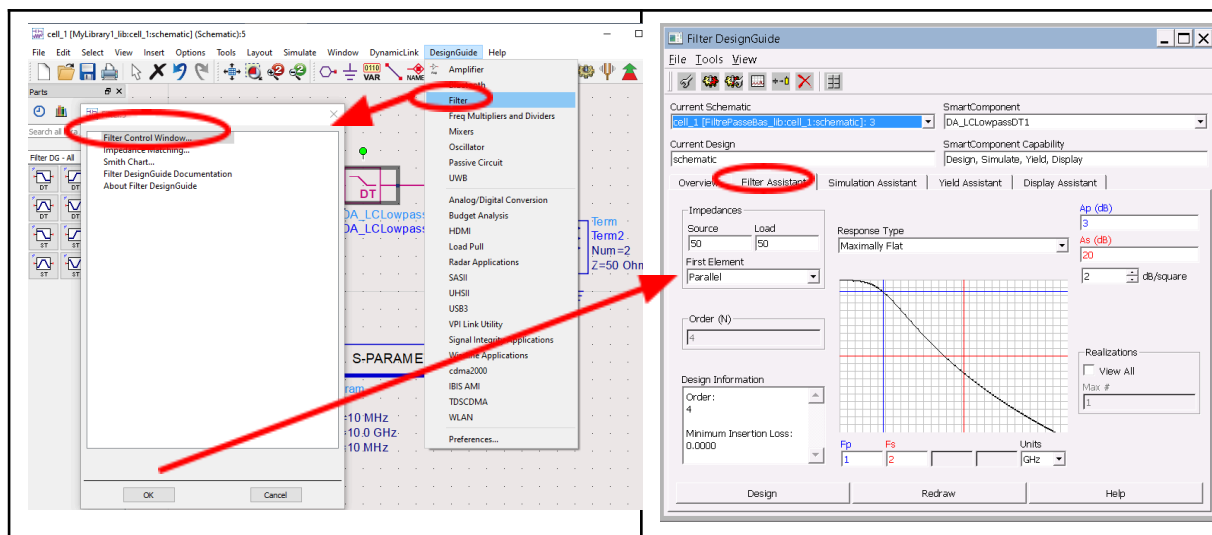 cell_1 [MyLibrary1_lib:cell_1:schematic] (Schematic):5
File Edit Select View Insert Options Tools Layout Simulate Window DynamicLink DesignGuide Help
VAR
NAME
Parts
Search all
Filter DG - All
DT
DT
DT
DT
ST
ST
ST
ST
Filter Control Window...
Impedance Matching...
Smith Chart...
Filter DesignGuide Documentation
About Filter DesignGuide
OK
Cancel
DT
DA_LCLowpass
DA_LCLowpass
Term
Term2
Num=2
Z=50 Ohm
S-PARAME
=10 MHz
=10.0 GHz
=10 MHz
Amplifier
Filter
Freq Multipliers and Dividers
Mixers
Oscillator
Passive Circuit
UWB
Analog/Digital Conversion
Budget Analysis
HDMI
Load Pull
Radar Applications
SASII
UHSII
USB3
VPI Link Utility
Signal Integrity Applications
Wireline Applications
cdma2000
IBIS AMI
TDSCDMA
WLAN
Preferences...
Filter DesignGuide
File Tools View
Current Schematic
cell_1 [FiltrePasseBas_lib:cell_1:schematic]: 3
SmartComponent
DA_LCLowpassDT1
Current Design
schematic
SmartComponent Capability
Design, Simulate, Yield, Display
Overview
Filter Assistant
Simulation Assistant
Yield Assistant
Display Assistant
Impedances
Source
Load
50
50
First Element
Parallel
Response Type
Maximally Flat
Ap (dB)
3
As (dB)
20
2
dB/square
Order (N)
4
Design Information
Order:
4
Minimum Insertion Loss:
0.0000
Realizations
View All
Max #
1
Fp
Fs
Units
1
2
GHz
Design
Redraw
Help